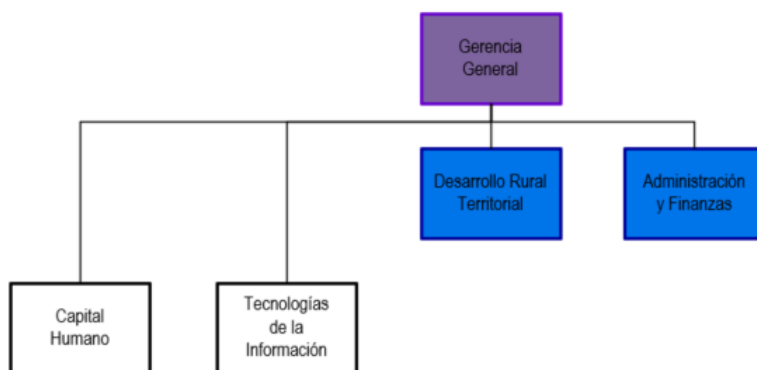 Gerencia
General
Desarrollo Rural
Territorial
Administración
y Finanzas
Capital
Humano
Tecnologías
de la
Información